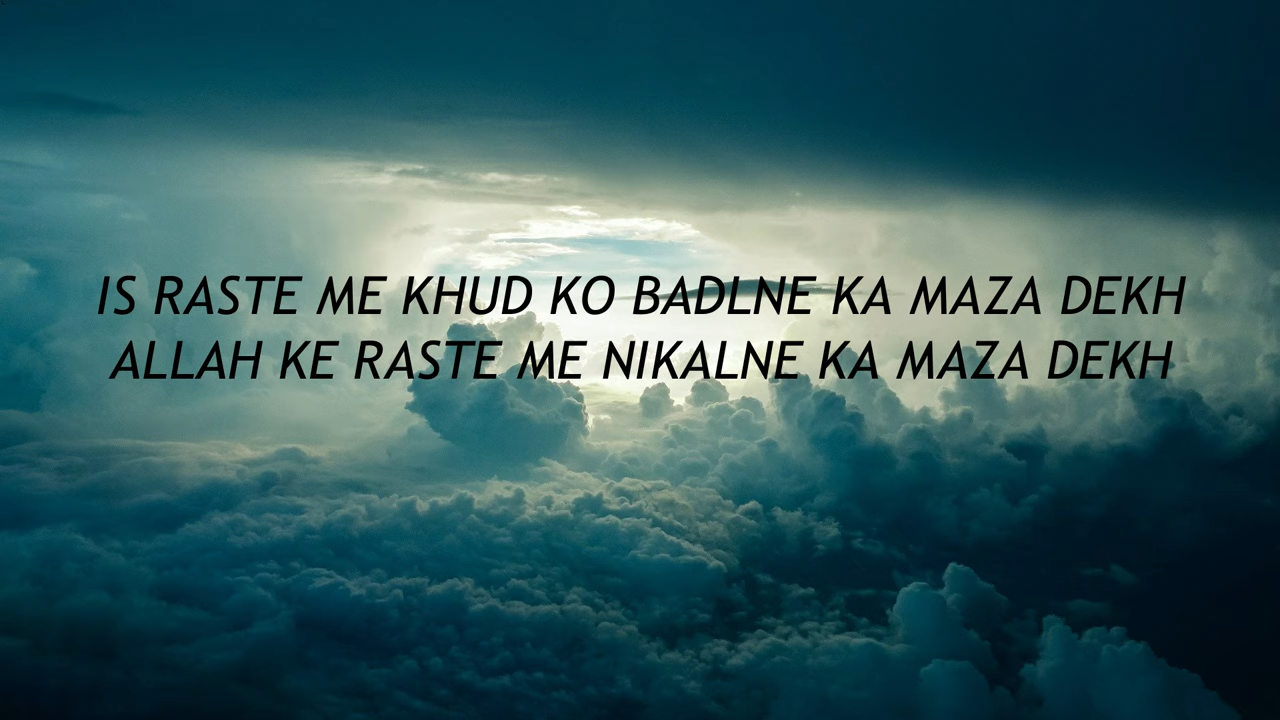 IS RASTE ME KHUD KO BADLNE KA MAZA DEKH
ALLAH KE RASTE ME NIKALNE KA MAZA DEKH